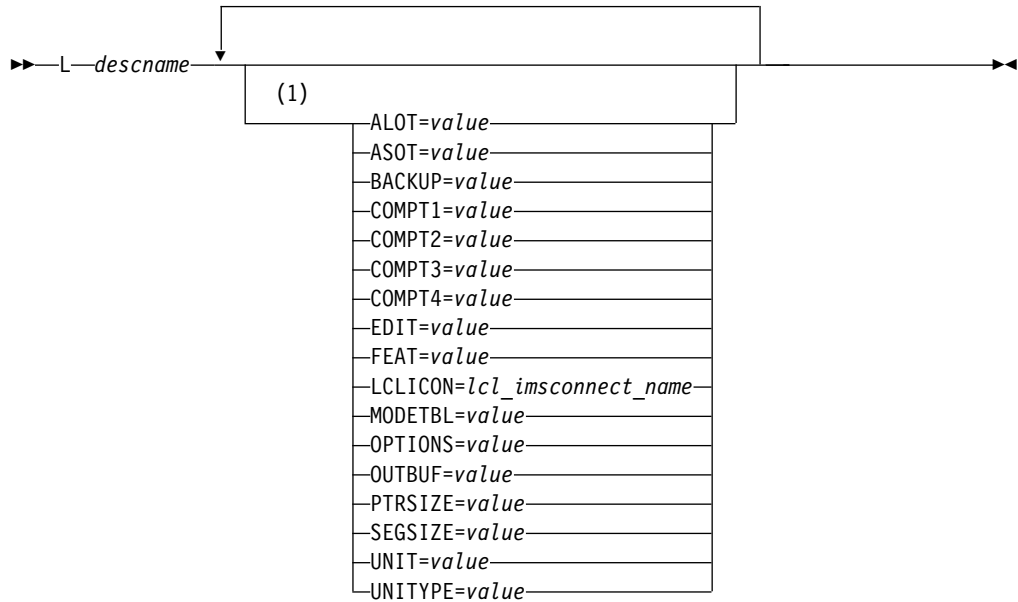 L descname
(1)
ALOT=value
ASOT=value
BACKUP=value
COMPT1=value
COMPT2=value
COMPT3=value
COMPT4=value
EDIT=value
FEAT=value
LCLICON=lcl_imsconnect_name
MODETBL=value
OPTIONS=value
OUTBUF=value
PTRSIZE=value
SEGSIZE=value
UNIT=value
UNITYPE=value